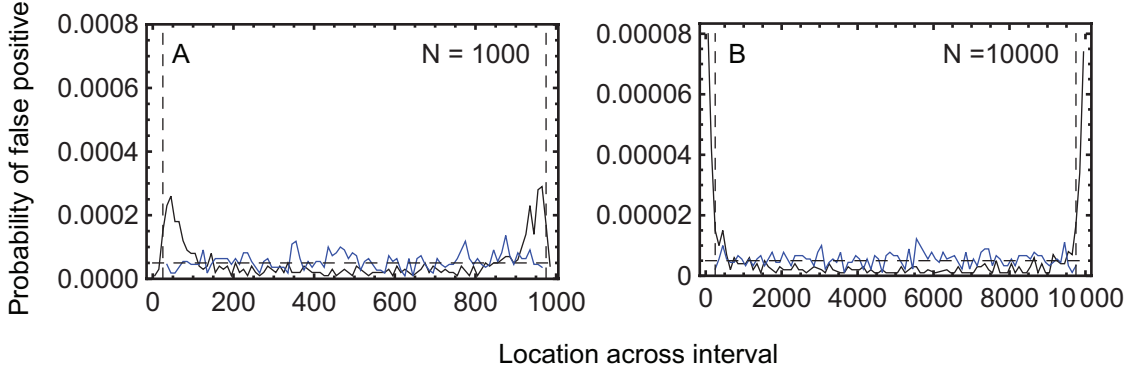 Probability of false positive
A
N = 1000
0.0008
0.0006
0.0004
0.0002
0.0000
0 200 400 600 800 1000
B
N =10000
0.00008
0.00006
0.00004
0.00002
0
0 2000 4000 6000 8000 10000
Location across interval